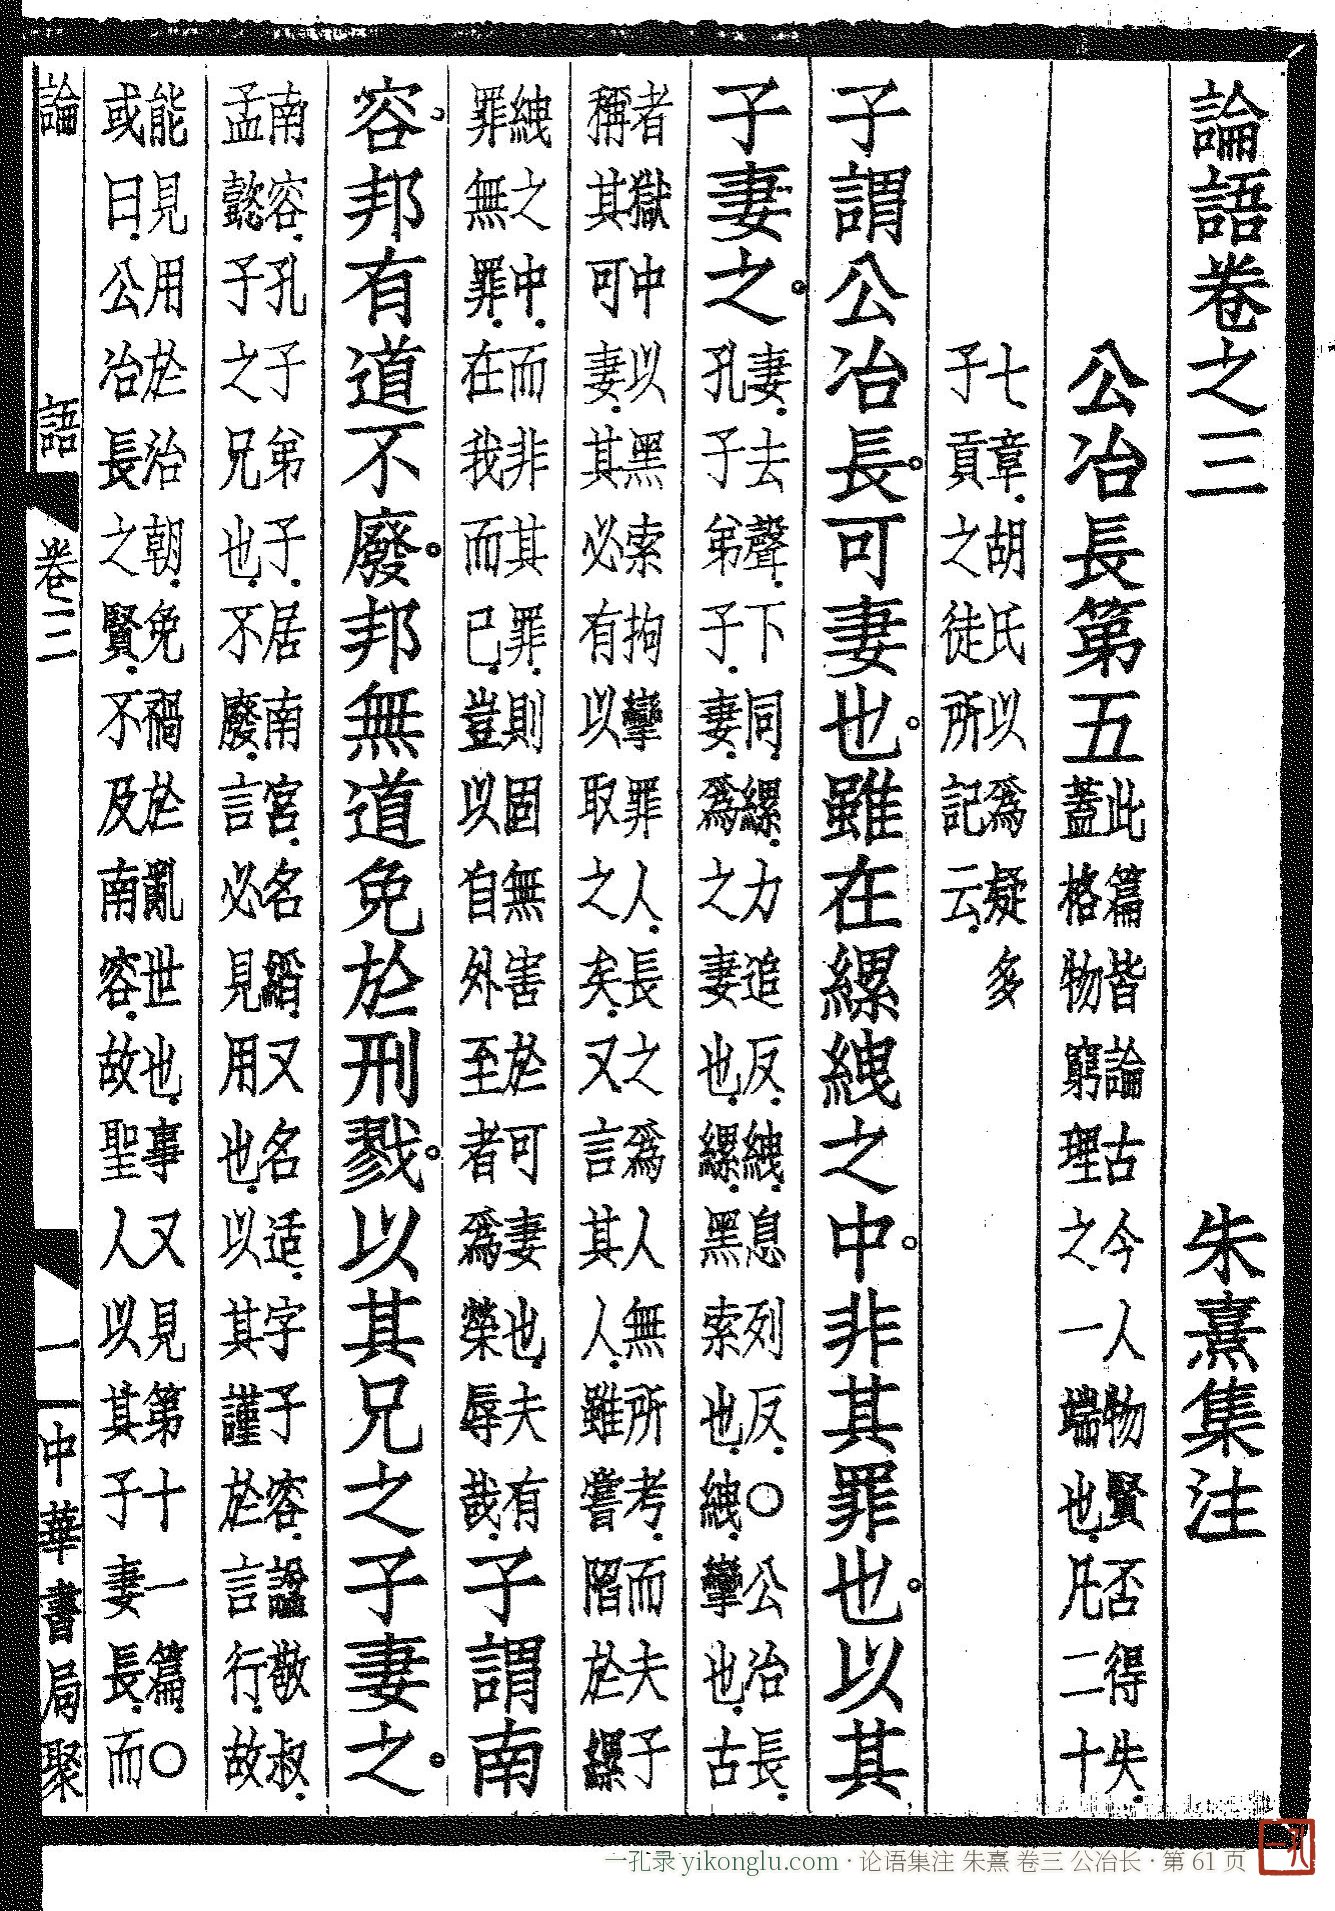 論語卷之三 朱熹集注
公冶長第五
此篇皆論古今人物賢否得失
蓋格物窮理之一端也凡二十
七章胡氏以爲疑多
子貢之徒所記云
子謂公冶長可妻也雖在縲絏之中非其罪也以其
子妻之
妻去聲下同縲力追反絏息列反○公冶長
孔子弟子妻爲之妻也縲黑索也絏攣也古
者獄中以黑索拘攣罪人長之爲人無所考而夫子
稱其可妻其必有以取之矣又言其人雖嘗陷於縲
絏之中而非其罪則固無害於可妻也夫有
罪無罪在我而已豈以自外至者爲榮辱哉
子謂南
容邦有道不廢邦無道免於刑戮以其兄之子妻之
南容孔子弟子居南宮名縚又名适字子容諡敬叔
孟懿子之兄也不廢言必見用也以其謹於言行故
能見用於治朝免禍於亂世也事又見第十一篇○
或曰公冶長之賢不及南容故聖人以其子妻長而
論語 卷三 一 中華書局聚
一孔录 yikonglu.com · 论语集注 朱熹 卷三 公冶长 · 第 61 页
一孔